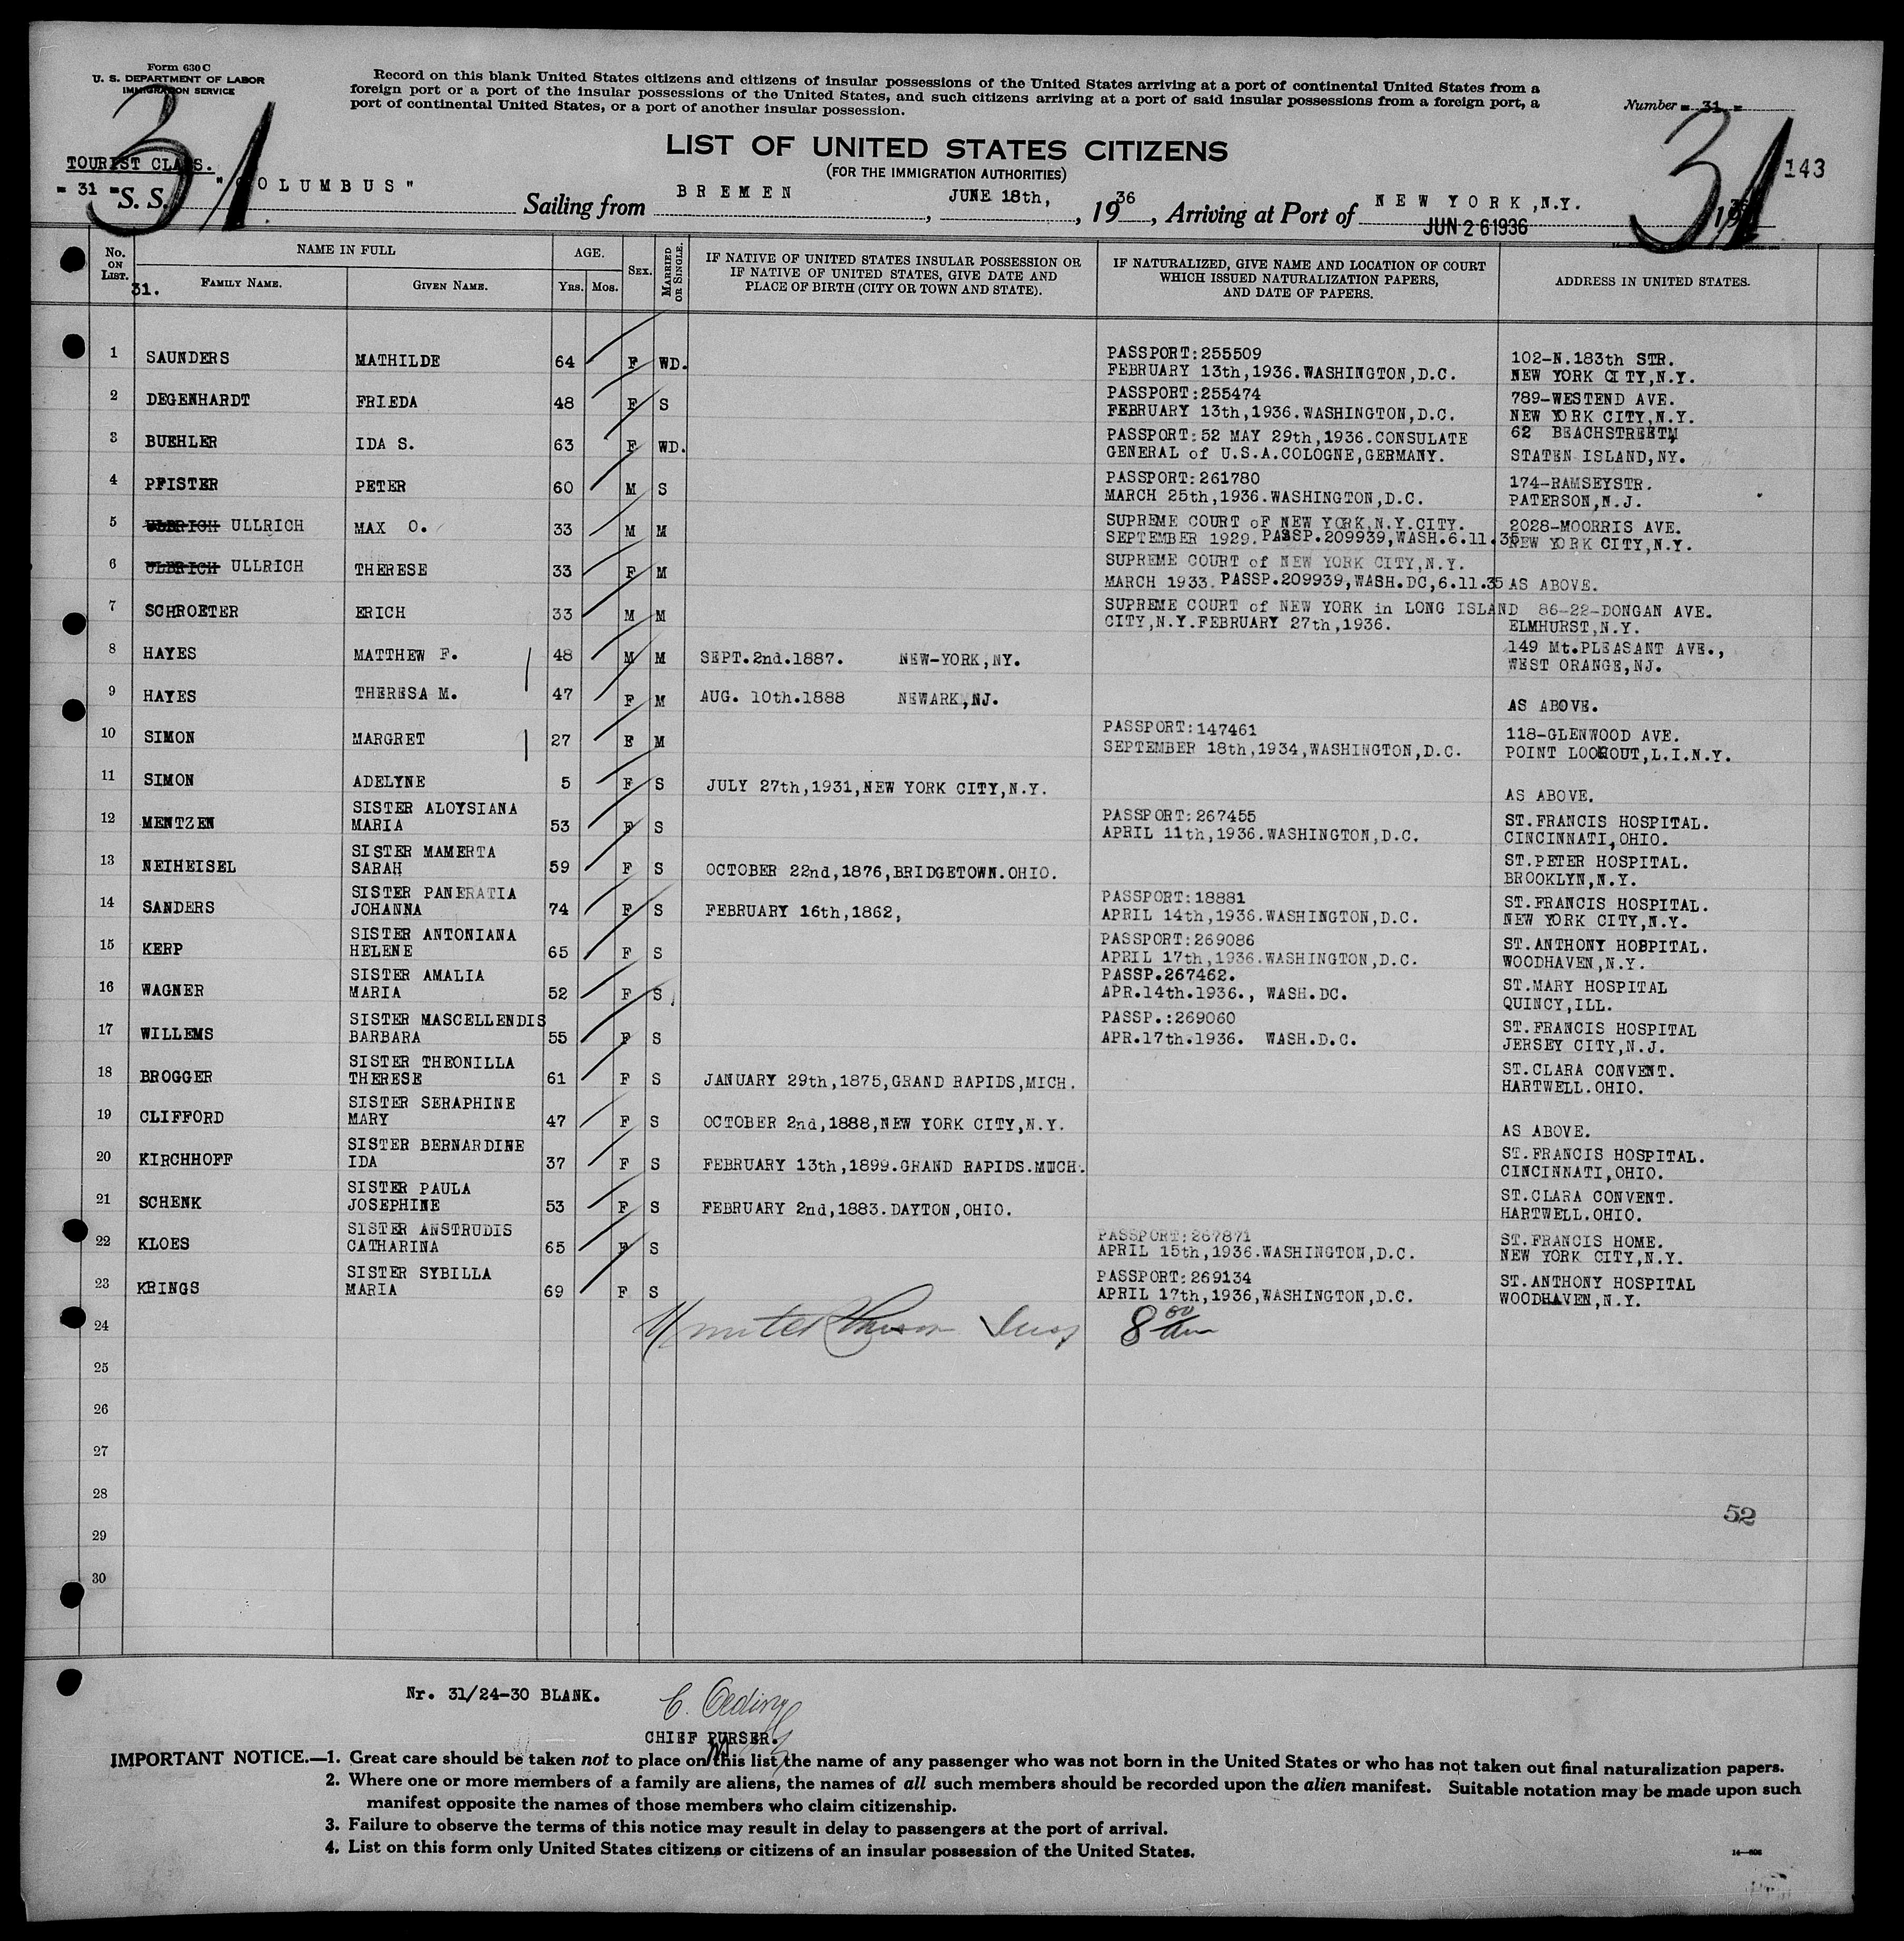 Form 630 C
U. S. DEPARTMENT OF LABOR
IMMIGRATION SERVICE
Record on this blank United States citizens and citizens of insular possessions of the United States arriving at a port of continental United States from a
foreign port or a port of the insular possessions of the United States, and such citizens arriving at a port of said insular possessions from a foreign port, a
port of continental United States, or a port of another insular possession.
Number = 31 =
31
31
143
LIST OF UNITED STATES CITIZENS
(FOR THE IMMIGRATION AUTHORITIES)
TOURIST CLASS.
= 31 = S. S. "COLUMBUS" Sailing from BREMEN, JUNE 18th, 1936, Arriving at Port of NEW YORK, N.Y.
JUN 26 1936
No. ON LIST. NAME IN FULL AGE. SEX. MARRIED OR SINGLE. IF NATIVE OF UNITED STATES INSULAR POSSESSION OR IF NATIVE OF UNITED STATES, GIVE DATE AND PLACE OF BIRTH (CITY OR TOWN AND STATE). IF NATURALIZED, GIVE NAME AND LOCATION OF COURT WHICH ISSUED NATURALIZATION PAPERS, AND DATE OF PAPERS. ADDRESS IN UNITED STATES.
31. FAMILY NAME. GIVEN NAME. YRS. MOS.
1 SAUNDERS MATHILDE 64 F WD. PASSPORT:255509 102-N.183th STR.
FEBRUARY 13th,1936.WASHINGTON,D.C. NEW YORK CITY,N.Y.
2 DEGENHARDT FRIEDA 48 F S PASSPORT:255474 789-WESTEND AVE.
FEBRUARY 13th,1936.WASHINGTON,D.C. NEW YORK CITY,N.Y.
3 BUEHLER IDA S. 63 F WD. PASSPORT:52 MAY 29th,1936.CONSULATE 62 BEACHSTREET
GENERAL of U.S.A.COLOGNE,GERMANY. STATEN ISLAND,NY.
4 PFISTER PETER 60 M S PASSPORT:261780 174-RAMSEYSTR.
MARCH 25th,1936.WASHINGTON,D.C. PATERSON,N.J.
5 ULBRICH ULLRICH MAX O. 33 M M SUPREME COURT oF NEW YORK,N.Y.CITY. 2028-MOORRIS AVE.
SEPTEMBER 1929.PASSP.209939,WASH.6.11.35 NEW YORK CITY,N.Y.
6 ULBRICH ULLRICH THERESE 33 F M SUPREME COURT of NEW YORK CITY,N.Y.
MARCH 1933.PASSP.209939,WASH.DC,6.11.35 AS ABOVE.
7 SCHROETER ERICH 33 M M SUPREME COURT of NEW YORK in LONG ISLAND 86-22-DONGAN AVE.
CITY,N.Y.FEBRUARY 27th,1936. ELMHURST,N.Y.
8 HAYES MATTHEW F. 48 M M SEPT.2nd.1887. NEW-YORK,NY. 149 Mt.PLEASANT AVE.,
WEST ORANGE,NJ.
9 HAYES THERESA M. 47 F M AUG. 10th.1888 NEWARK,NJ. AS ABOVE.
10 SIMON MARGRET 27 F M PASSPORT:147461 118-GLENWOOD AVE.
SEPTEMBER 18th,1934,WASHINGTON,D.C. POINT LOOKOUT,L.I.N.Y.
11 SIMON ADELYNE 5 F S JULY 27th,1931,NEW YORK CITY,N.Y. AS ABOVE.
12 MENTZEN SISTER ALOYSIANA MARIA 53 F S PASSPORT:267455 ST.FRANCIS HOSPITAL.
APRIL 11th,1936.WASHINGTON,D.C. CINCINNATI,OHIO.
13 NEIHEISEL SISTER MAMERTA SARAH 59 F S OCTOBER 22nd,1876,BRIDGETOWN.OHIO. ST.PETER HOSPITAL.
BROOKLYN,N.Y.
14 SANDERS SISTER PANERATIA JOHANNA 74 F S FEBRUARY 16th,1862, PASSPORT:18881 ST.FRANCIS HOSPITAL.
APRIL 14th,1936.WASHINGTON,D.C. NEW YORK CITY,N.Y.
15 KERP SISTER ANTONIANA HELENE 65 F S PASSPORT:269086 ST.ANTHONY HOBPITAL.
APRIL 17th,1936.WASHINGTON,D.C. WOODHAVEN,N.Y.
16 WAGNER SISTER AMALIA MARIA 52 F S PASSP.267462. ST.MARY HOSPITAL
APR.14th.1936., WASH.DC. QUINCY,ILL.
17 WILLEMS SISTER MASCELLENDIS BARBARA 55 F S PASSP.:269060 ST.FRANCIS HOSPITAL
APR.17th.1936. WASH.D.C. JERSEY CITY,N.J.
18 BROGGER SISTER THEONILLA THERESE 61 F S JANUARY 29th,1875,GRAND RAPIDS,MICH. ST.CLARA CONVENT.
HARTWELL.OHIO.
19 CLIFFORD SISTER SERAPHINE MARY 47 F S OCTOBER 2nd,1888,NEW YORK CITY,N.Y. AS ABOVE.
20 KIRCHHOFF SISTER BERNARDINE IDA 37 F S FEBRUARY 13th,1899.GRAND RAPIDS.MICH. ST.FRANCIS HOSPITAL.
CINCINNATI,OHIO.
21 SCHENK SISTER PAULA JOSEPHINE 53 F S FEBRUARY 2nd,1883.DAYTON,OHIO. ST.CLARA CONVENT.
HARTWELL.OHIO.
22 KLOES SISTER ANSTRUDIS CATHARINA 65 F S PASSPORT:267871 ST.FRANCIS HOME.
APRIL 15th,1936.WASHINGTON,D.C. NEW YORK CITY,N.Y.
23 KRINGS SISTER SYBILLA MARIA 69 F S PASSPORT:269134 ST.ANTHONY HOSPITAL
APRIL 17th,1936,WASHINGTON,D.C. WOODHAVEN,N.Y.
24
25
26
27
28
29
30
52
Nr. 31/24-30 BLANK.
C. Oeding
CHIEF PURSER.
IMPORTANT NOTICE.—1. Great care should be taken not to place on this list the name of any passenger who was not born in the United States or who has not taken out final naturalization papers.
2. Where one or more members of a family are aliens, the names of all such members should be recorded upon the alien manifest. Suitable notation may be made upon such
manifest opposite the names of those members who claim citizenship.
3. Failure to observe the terms of this notice may result in delay to passengers at the port of arrival.
4. List on this form only United States citizens or citizens of an insular possession of the United States.